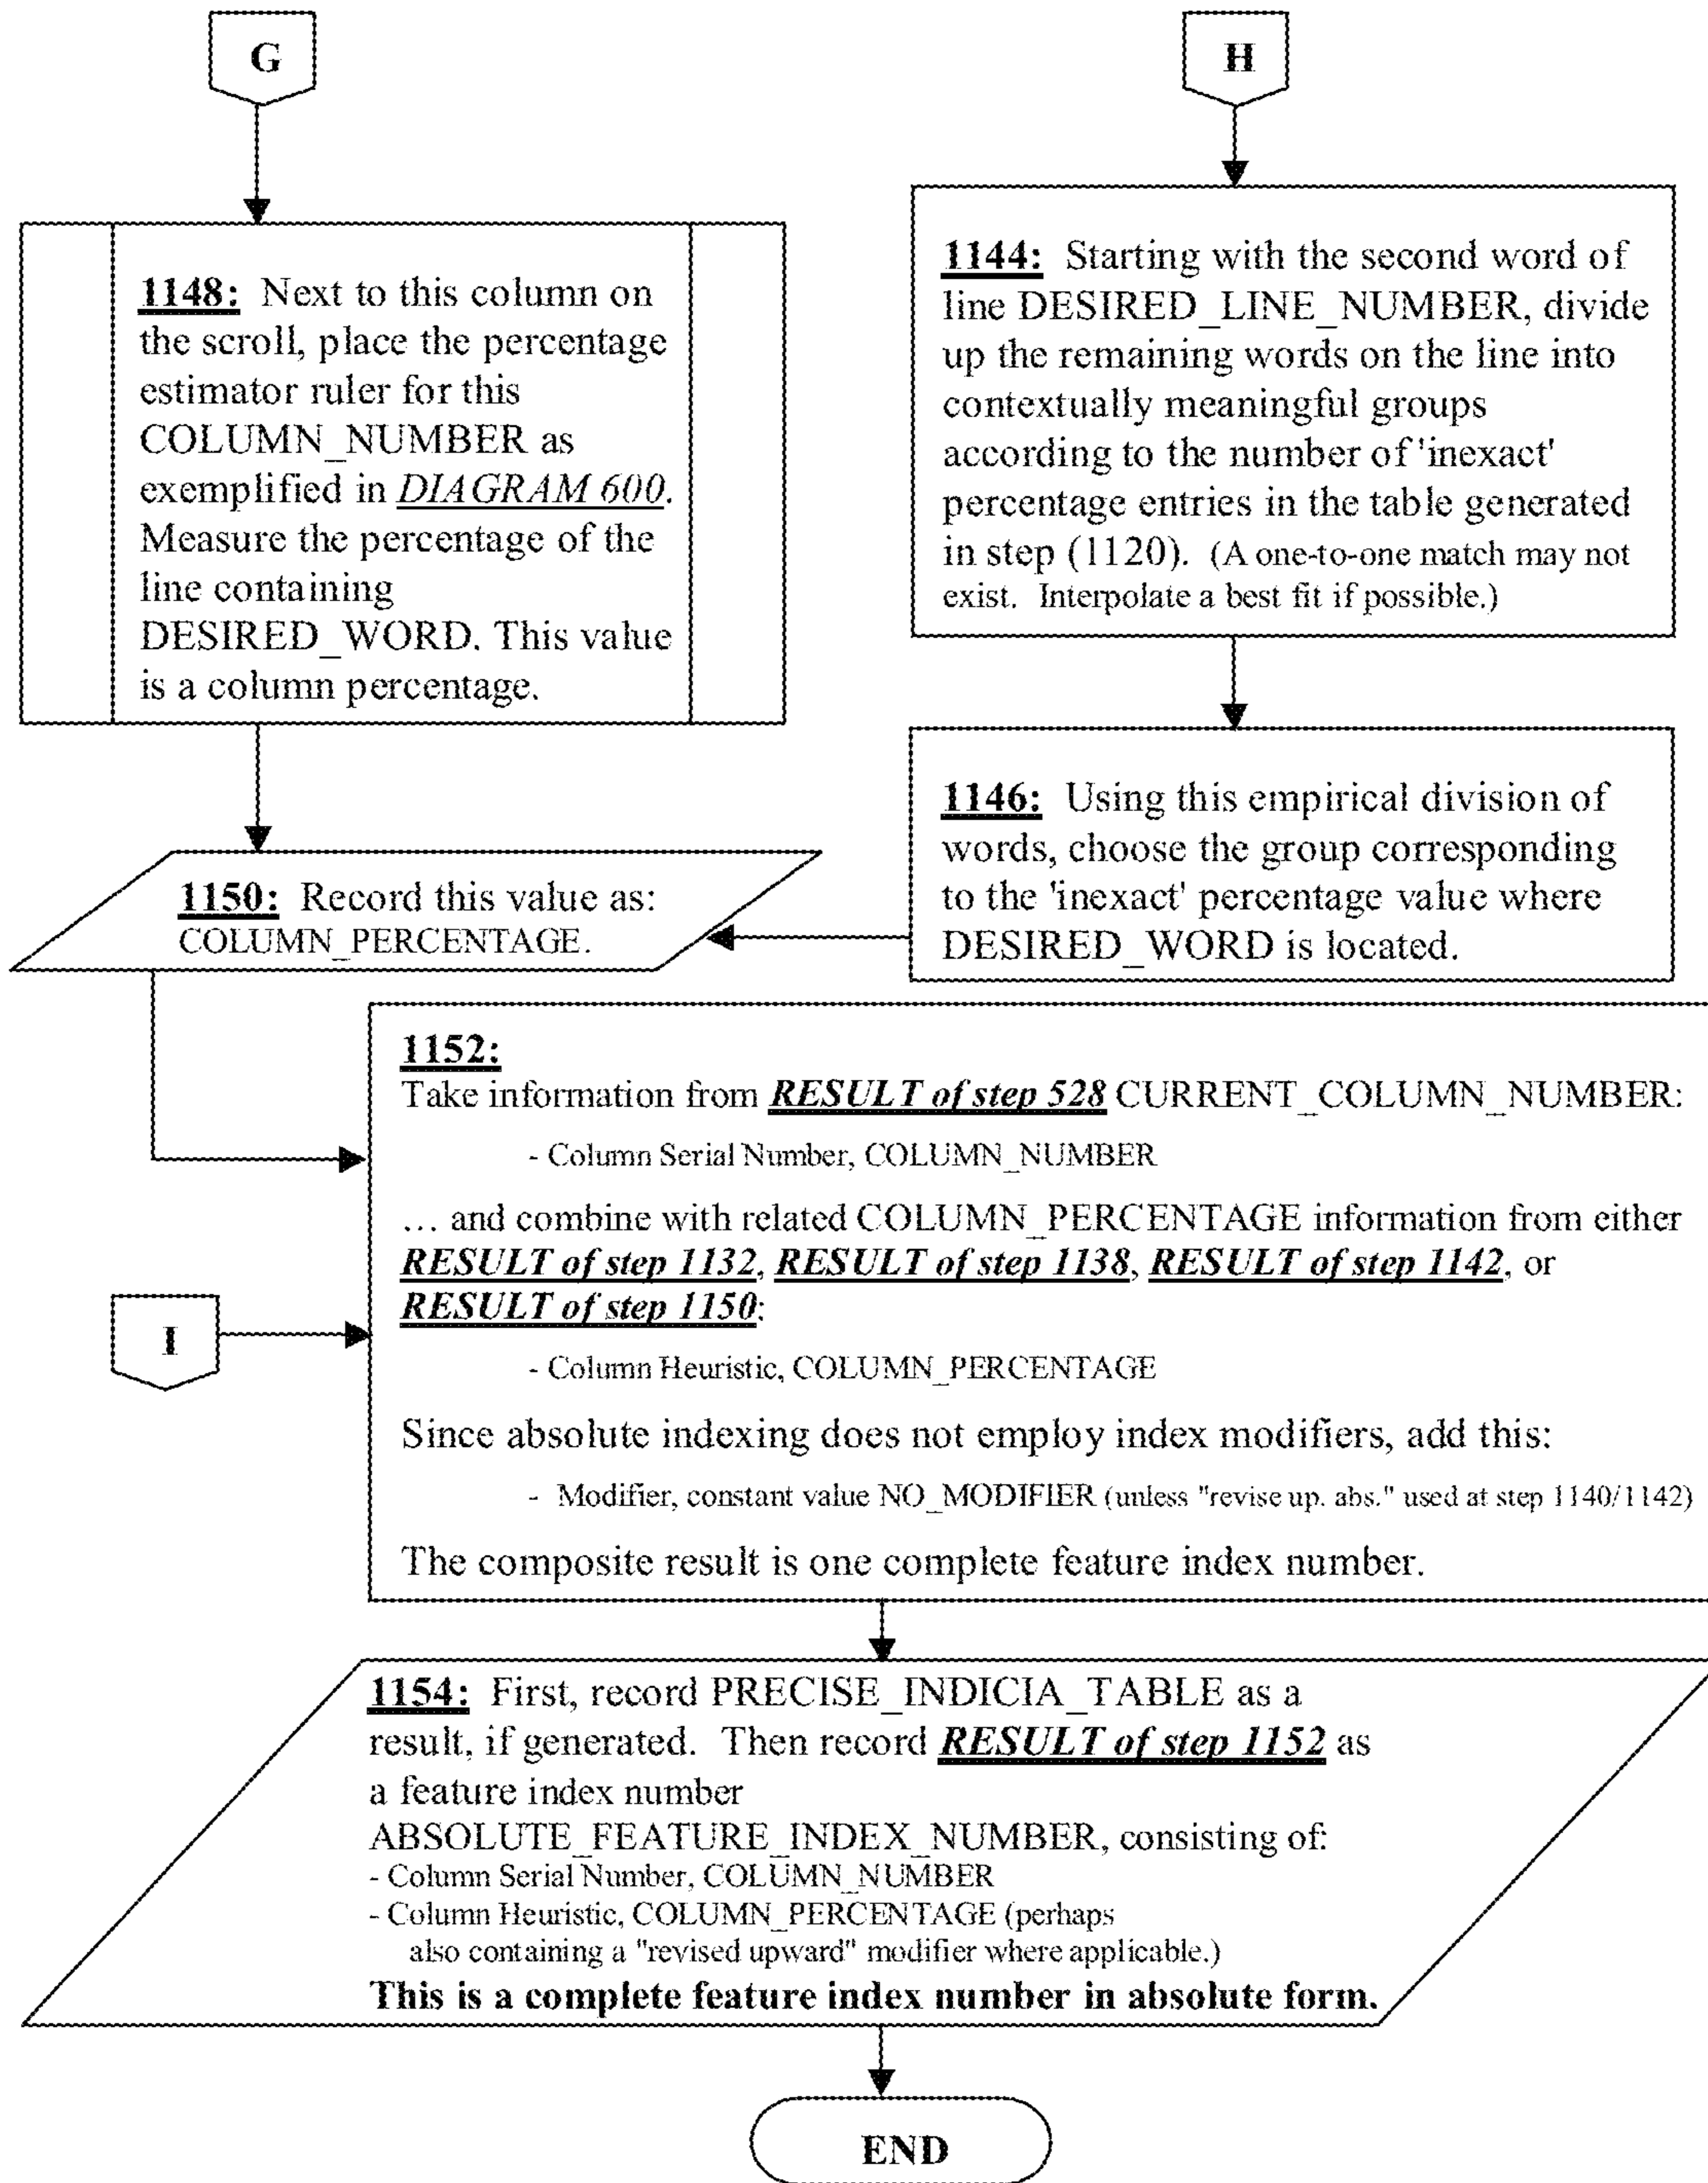 G
H
1148: Next to this column on
the scroll, place the percentage
estimator ruler for this
COLUMN_NUMBER as
exemplified in DIAGRAM 600.
Measure the percentage of the
line containing
DESIRED_WORD. This value
is a column percentage.
1144: Starting with the second word of
line DESIRED_LINE_NUMBER, divide
up the remaining words on the line into
contextually meaningful groups
according to the number of 'inexact'
percentage entries in the table generated
in step (1120). (A one-to-one match may not
exist. Interpolate a best fit if possible.)
1146: Using this empirical division of
words, choose the group corresponding
to the 'inexact' percentage value where
DESIRED_WORD is located.
1150: Record this value as:
COLUMN_PERCENTAGE.
1152:
Take information from RESULT of step 528 CURRENT_COLUMN_NUMBER:
- Column Serial Number, COLUMN_NUMBER
... and combine with related COLUMN_PERCENTAGE information from either
RESULT of step 1132, RESULT of step 1138, RESULT of step 1142, or
RESULT of step 1150:
I
- Column Heuristic, COLUMN_PERCENTAGE
Since absolute indexing does not employ index modifiers, add this:
- Modifier, constant value NO_MODIFIER (unless "revise up. abs." used at step 1140/1142)
The composite result is one complete feature index number.
1154: First, record PRECISE_INDICIA_TABLE as a
result, if generated. Then record RESULT of step 1152 as
a feature index number
ABSOLUTE_FEATURE_INDEX_NUMBER, consisting of:
- Column Serial Number, COLUMN_NUMBER
- Column Heuristic, COLUMN_PERCENTAGE (perhaps
also containing a "revised upward" modifier where applicable.)
This is a complete feature index number in absolute form.
END